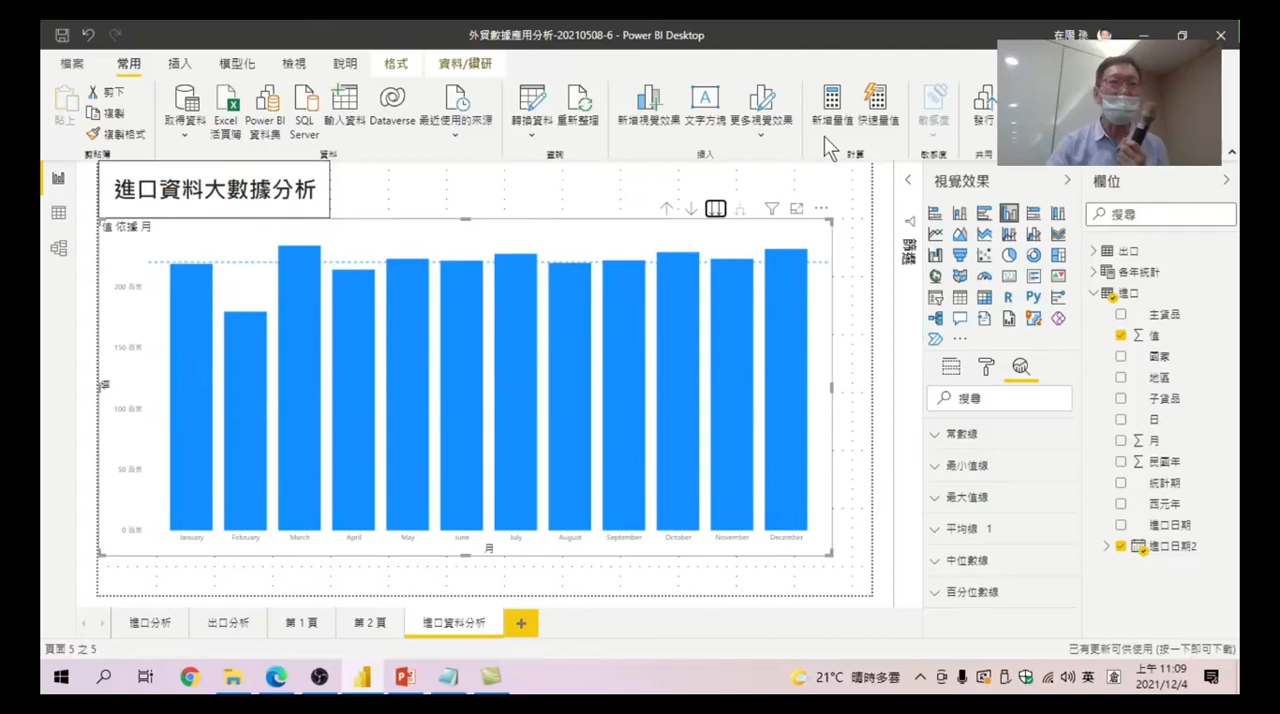 外貿數據應用分析-20210508-6 - Power BI Desktop
在陽 孫
檔案 常用 插入 模型化 檢視 說明 格式 資料/鑽研
貼上 剪下 複製 複製格式
取得資料 Excel 活頁簿 Power BI 資料集 SQL Server 輸入資料 Dataverse 最近使用的來源
轉換資料 重新整理 新增視覺效果 文字方塊 更多視覺效果 新增量值 快速量值 敏感度 發行
剪貼簿 資料 查詢 插入 計算 敏感度 共用
進口資料大數據分析
值 依據 月
200 百萬
150 百萬
100 百萬
50 百萬
0 百萬
值
January February March April May June July August September October November December
月
篩選
視覺效果
R Py
搜尋
常數線
最小值線
最大值線
平均線 1
中位數線
百分位數線
欄位
搜尋
出口
各年統計
進口
主貨品
值
國家
地區
子貨品
日
月
民國年
統計期
西元年
進口日期
進口日期2
進口分析 出口分析 第 1 頁 第 2 頁 進口資料分析
頁面 5 之 5
已有更新可供使用 (按一下即可下載)
21°C 晴時多雲 英 倉 上午 11:09
2021/12/4